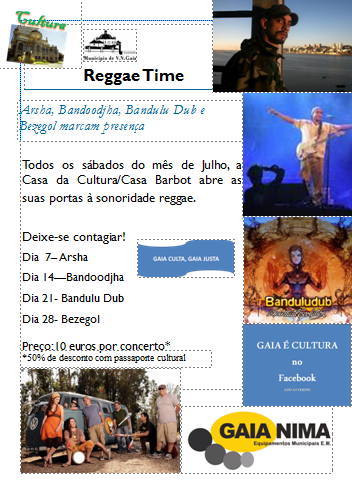 Cultura
Município de V.N.Gaia
Reggae Time
Arsha, Bandoodjha, Bandulu Dub e
Bezegol marcam presença
Todos os sábados do mês de Julho, a
Casa da Cultura/Casa Barbot abre as
suas portas à sonoridade reggae.
Deixe-se contagiar!
Dia 7– Arsha
GAIA CULTA, GAIA JUSTA
Dia 14—Bandoodjha
Dia 21- Bandulu Dub
Dia 28- Bezegol
Banduludub
Preço:10 euros por concerto*
*50% de desconto com passaporte cultural
GAIA É CULTURA
no
Facebook
GAIA NIMA
Equipamentos Municipais E.M.